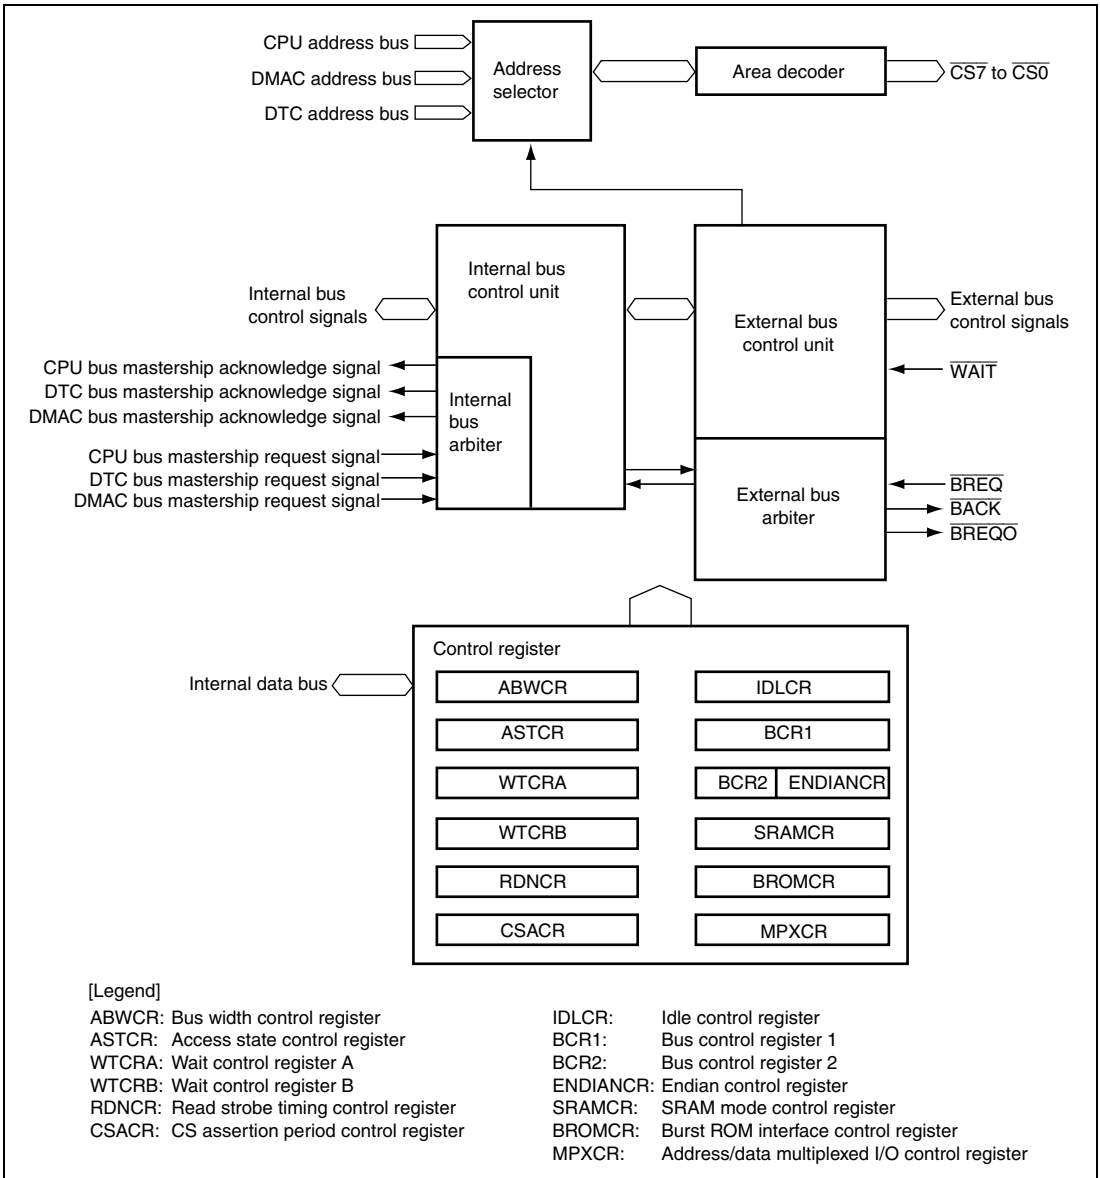 CPU address bus
DMAC address bus
DTC address bus
Address
selector
Area decoder
C̅S̅7̅ to C̅S̅0̅
Internal bus
control signals
Internal bus
control unit
External bus
control unit
External bus
control signals
W̅A̅I̅T̅
CPU bus mastership acknowledge signal
DTC bus mastership acknowledge signal
DMAC bus mastership acknowledge signal
Internal
bus
arbiter
CPU bus mastership request signal
DTC bus mastership request signal
DMAC bus mastership request signal
External bus
arbiter
B̅R̅E̅Q̅
B̅A̅C̅K̅
B̅R̅E̅Q̅O̅
Control register
Internal data bus
ABWCR
IDLCR
ASTCR
BCR1
WTCRA
BCR2 ENDIANCR
WTCRB
SRAMCR
RDNCR
BROMCR
CSACR
MPXCR
[Legend]
ABWCR: Bus width control register
ASTCR: Access state control register
WTCRA: Wait control register A
WTCRB: Wait control register B
RDNCR: Read strobe timing control register
CSACR: CS assertion period control register
IDLCR: Idle control register
BCR1: Bus control register 1
BCR2: Bus control register 2
ENDIANCR: Endian control register
SRAMCR: SRAM mode control register
BROMCR: Burst ROM interface control register
MPXCR: Address/data multiplexed I/O control register